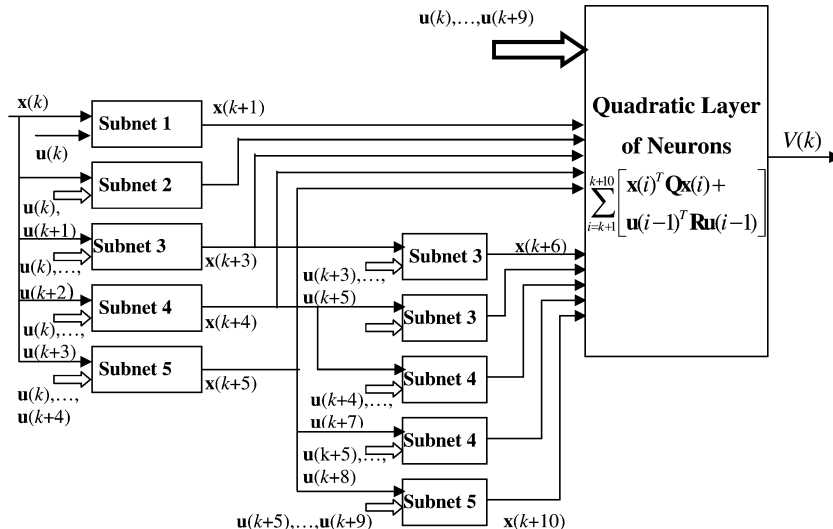 u(k),…,u(k+9)
x(k)
Subnet 1
x(k+1)
u(k)
Subnet 2
u(k),
u(k+1)
Subnet 3
x(k+3)
u(k),…,
u(k+2)
Subnet 4
x(k+4)
u(k),…,
u(k+3)
Subnet 5
x(k+5)
u(k),…,
u(k+4)
Subnet 3
x(k+6)
u(k+3),…,
u(k+5)
Subnet 3
Subnet 4
u(k+4),…,
u(k+7)
Subnet 4
u(k+5),…,
u(k+8)
Subnet 5
u(k+5),…,u(k+9)
x(k+10)
Quadratic Layer
of Neurons
∑_{i=k+1}^{k+10} [x(i)^T Qx(i)+
u(i−1)^T Ru(i−1)]
V(k)